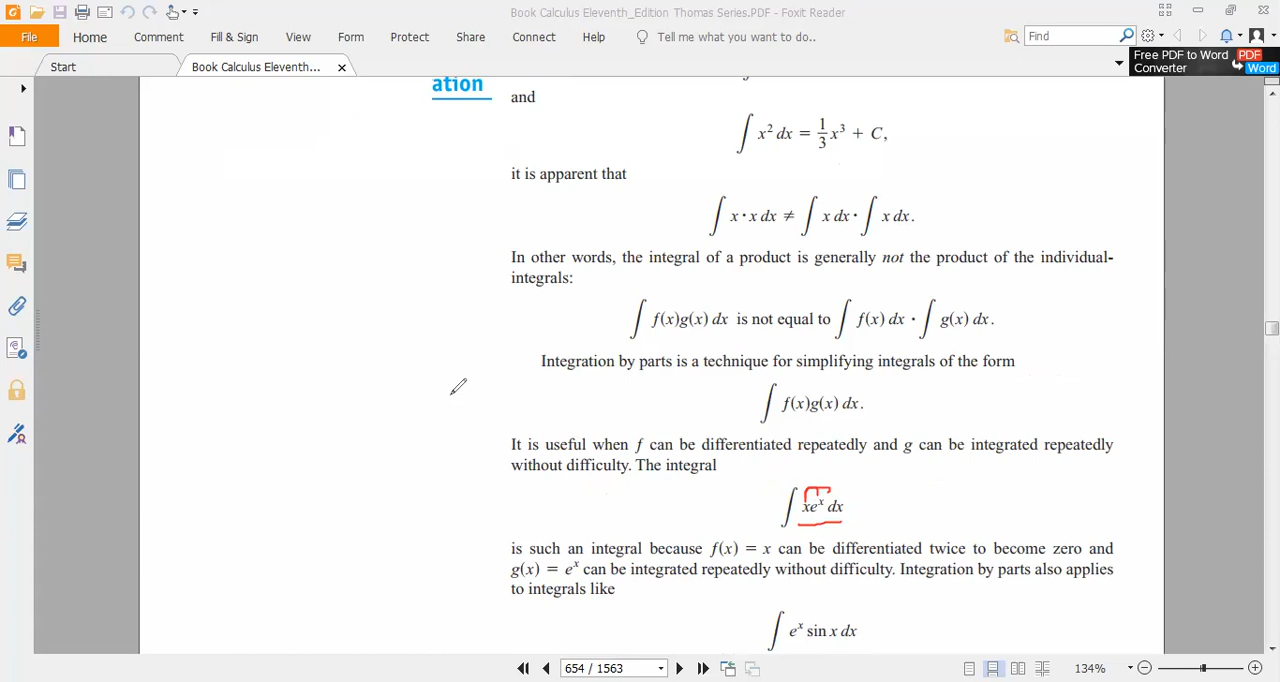 Book Calculus Eleventh_Edition Thomas Series.PDF - Foxit Reader
File Home Comment Fill & Sign View Form Protect Share Connect Help Tell me what you want to do.. Find
Start Book Calculus Eleventh_Edition... Free PDF to Word PDF
Converter Word
ation
and
∫ x² dx = 1/3 x³ + C,
it is apparent that
∫ x · x dx ≠ ∫ x dx · ∫ x dx.
In other words, the integral of a product is generally not the product of the individual-
integrals:
∫ f(x)g(x) dx is not equal to ∫ f(x) dx · ∫ g(x) dx.
Integration by parts is a technique for simplifying integrals of the form
∫ f(x)g(x) dx.
It is useful when f can be differentiated repeatedly and g can be integrated repeatedly
without difficulty. The integral
∫ xeˣ dx
is such an integral because f(x) = x can be differentiated twice to become zero and
g(x) = eˣ can be integrated repeatedly without difficulty. Integration by parts also applies
to integrals like
∫ eˣ sin x dx
654 / 1563 134%